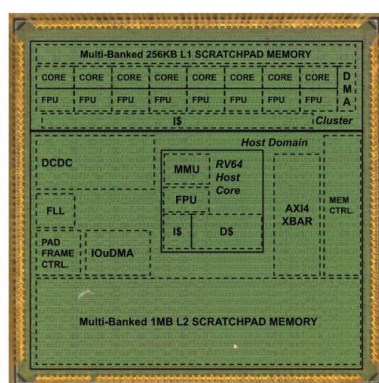 Multi-Banked 256KB L1 SCRATCHPAD MEMORY
CORE CORE CORE CORE CORE CORE CORE CORE
FPU FPU FPU FPU FPU FPU FPU FPU
DMA
I$
Cluster
Host Domain
DCDC
MMU
RV64
Host
Core
FPU
I$ D$
AXI4
XBAR
MEM
CTRL.
FLL
PAD
FRAME
CTRL.
IOuDMA
Multi-Banked 1MB L2 SCRATCHPAD MEMORY